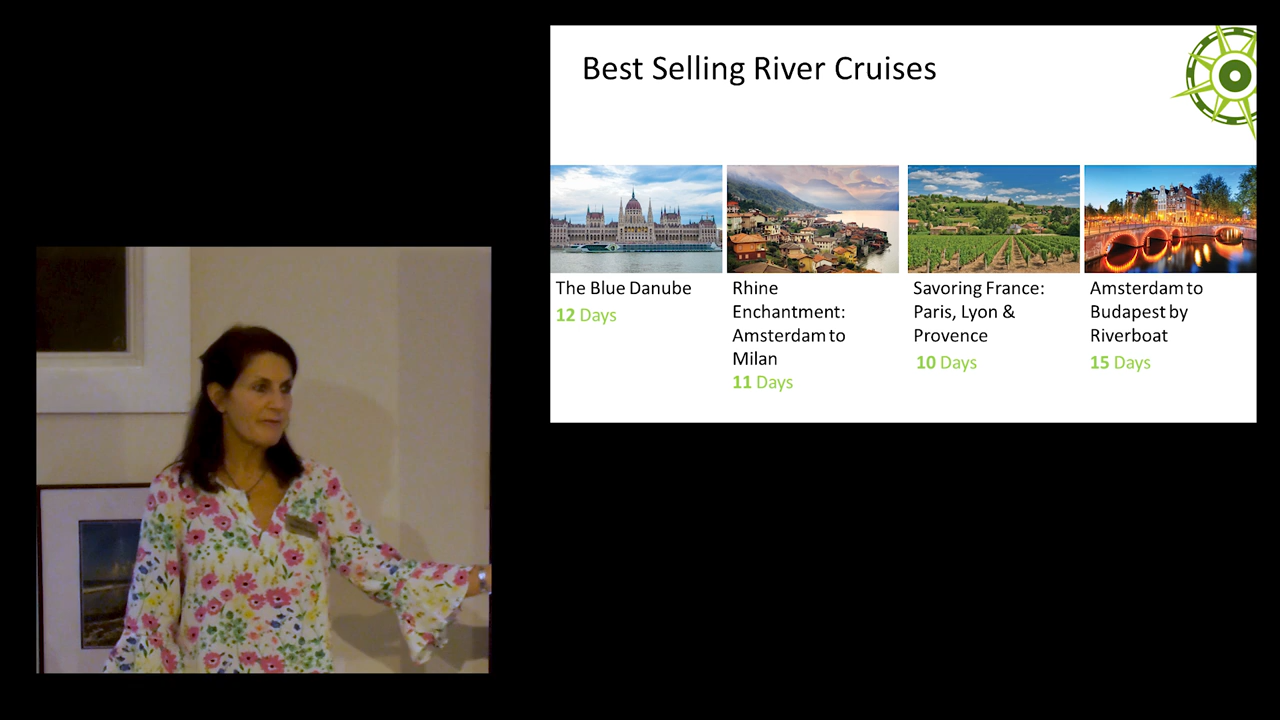 Best Selling River Cruises
The Blue Danube
12 Days
Rhine
Enchantment:
Amsterdam to
Milan
11 Days
Savoring France:
Paris, Lyon &
Provence
10 Days
Amsterdam to
Budapest by
Riverboat
15 Days